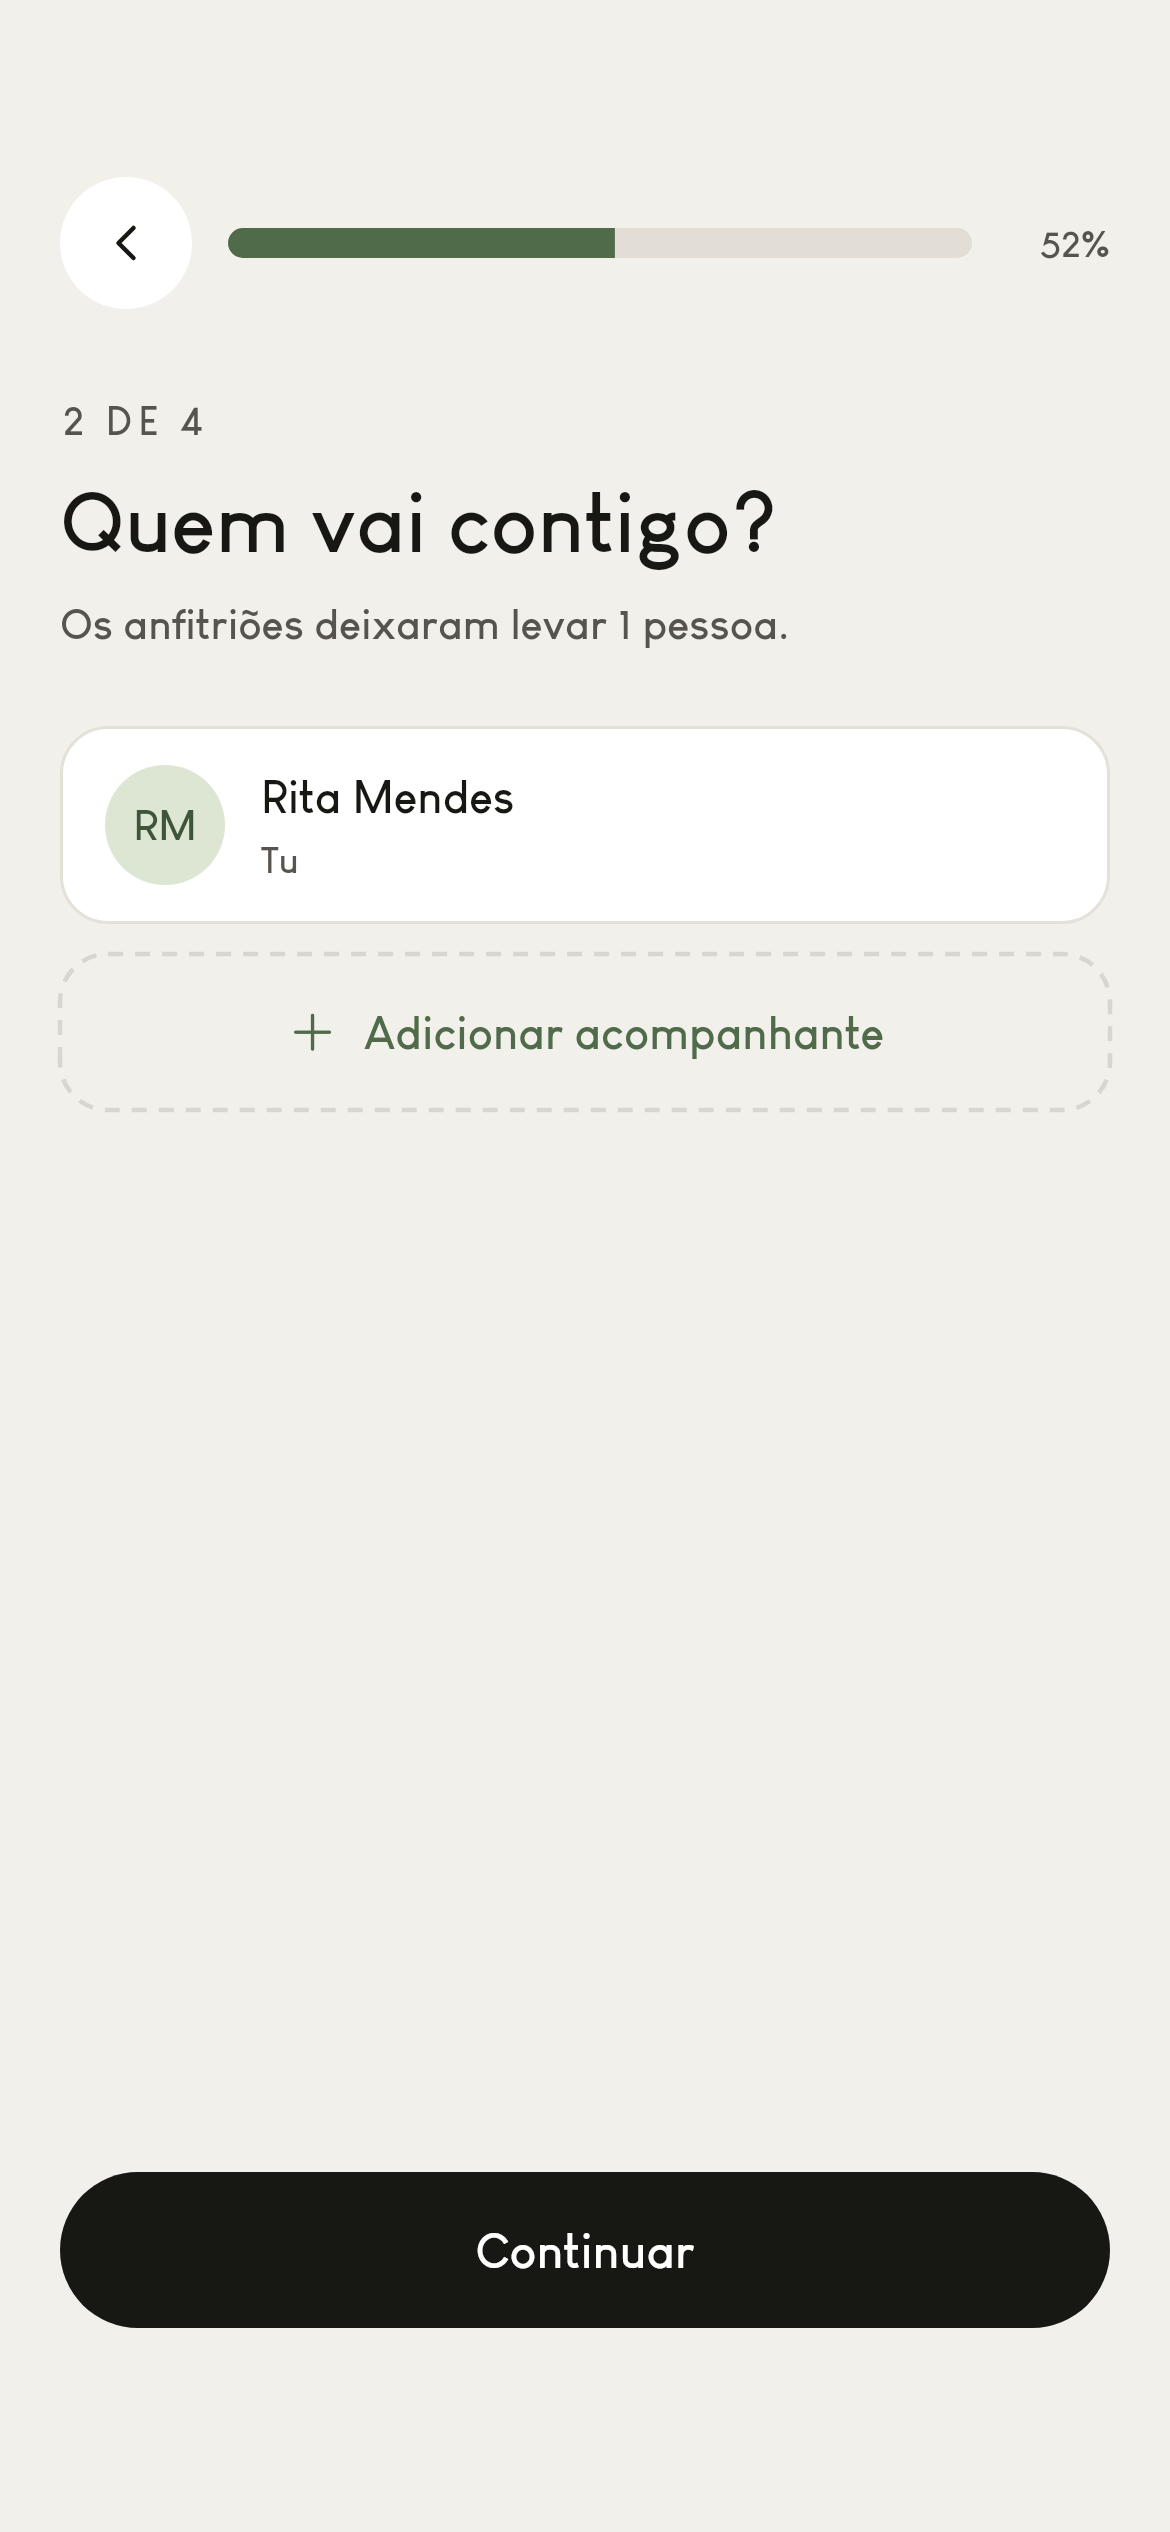 52%
2 DE 4
Quem vai contigo?
Os anfitriões deixaram levar 1 pessoa.
RM
Rita Mendes
Tu
Adicionar acompanhante
Continuar